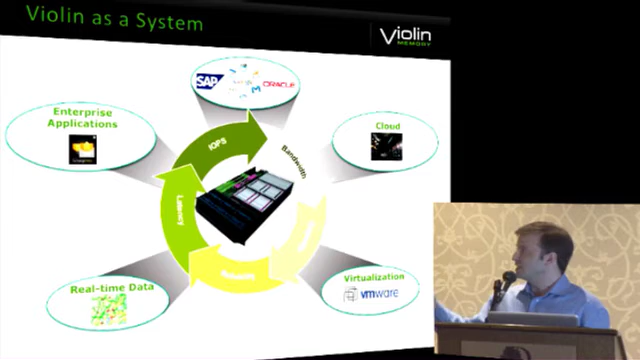 Violin as a System
Violin
MEMORY
SAP
ORACLE
Enterprise
Applications
Cloud
IOPS
Bandwidth
Latency
Real-time Data
Virtualization
vmware